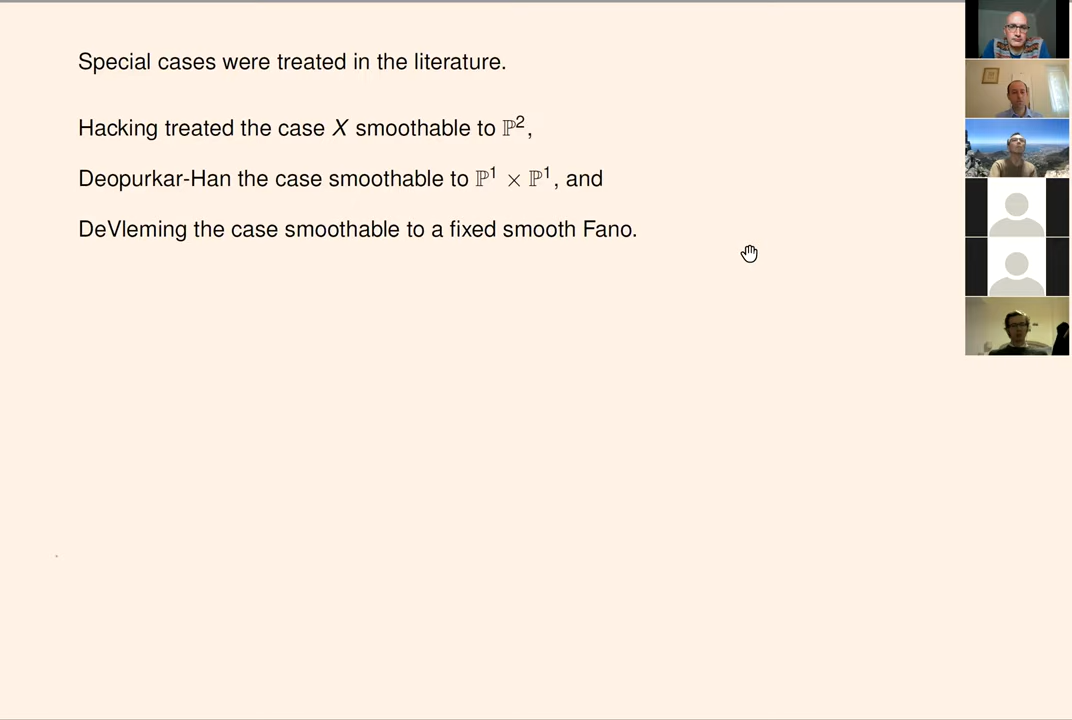 Special cases were treated in the literature.
Hacking treated the case X smoothable to ℙ²,
Deopurkar-Han the case smoothable to ℙ¹ × ℙ¹, and
DeVleming the case smoothable to a fixed smooth Fano.